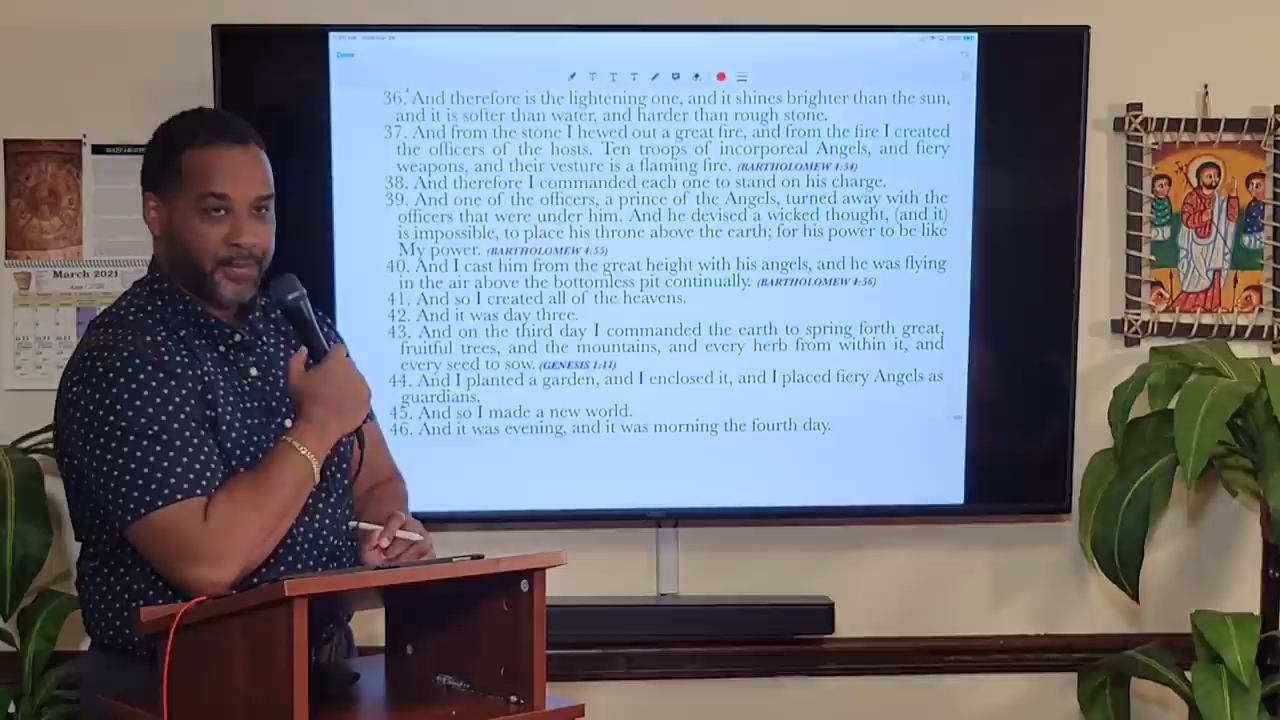 Done
36. And therefore is the lightening one, and it shines brighter than the sun,
and it is softer than water, and harder than rough stone.
37. And from the stone I hewed out a great fire, and from the fire I created
the officers of the hosts. Ten troops of incorporeal Angels, and fiery
weapons, and their vesture is a flaming fire. (BARTHOLOMEW 4:54)
38. And therefore I commanded each one to stand on his charge.
39. And one of the officers, a prince of the Angels, turned away with the
officers that were under him. And he devised a wicked thought, (and it)
is impossible, to place his throne above the earth; for his power to be like
My power. (BARTHOLOMEW 4:55)
40. And I cast him from the great height with his angels, and he was flying
in the air above the bottomless pit continually. (BARTHOLOMEW 4:56)
41. And so I created all of the heavens.
42. And it was day three.
43. And on the third day I commanded the earth to spring forth great,
fruitful trees, and the mountains, and every herb from within it, and
every seed to sow. (GENESIS 1:11)
44. And I planted a garden, and I enclosed it, and I placed fiery Angels as
guardians.
45. And so I made a new world.
46. And it was evening, and it was morning the fourth day.
March 2021